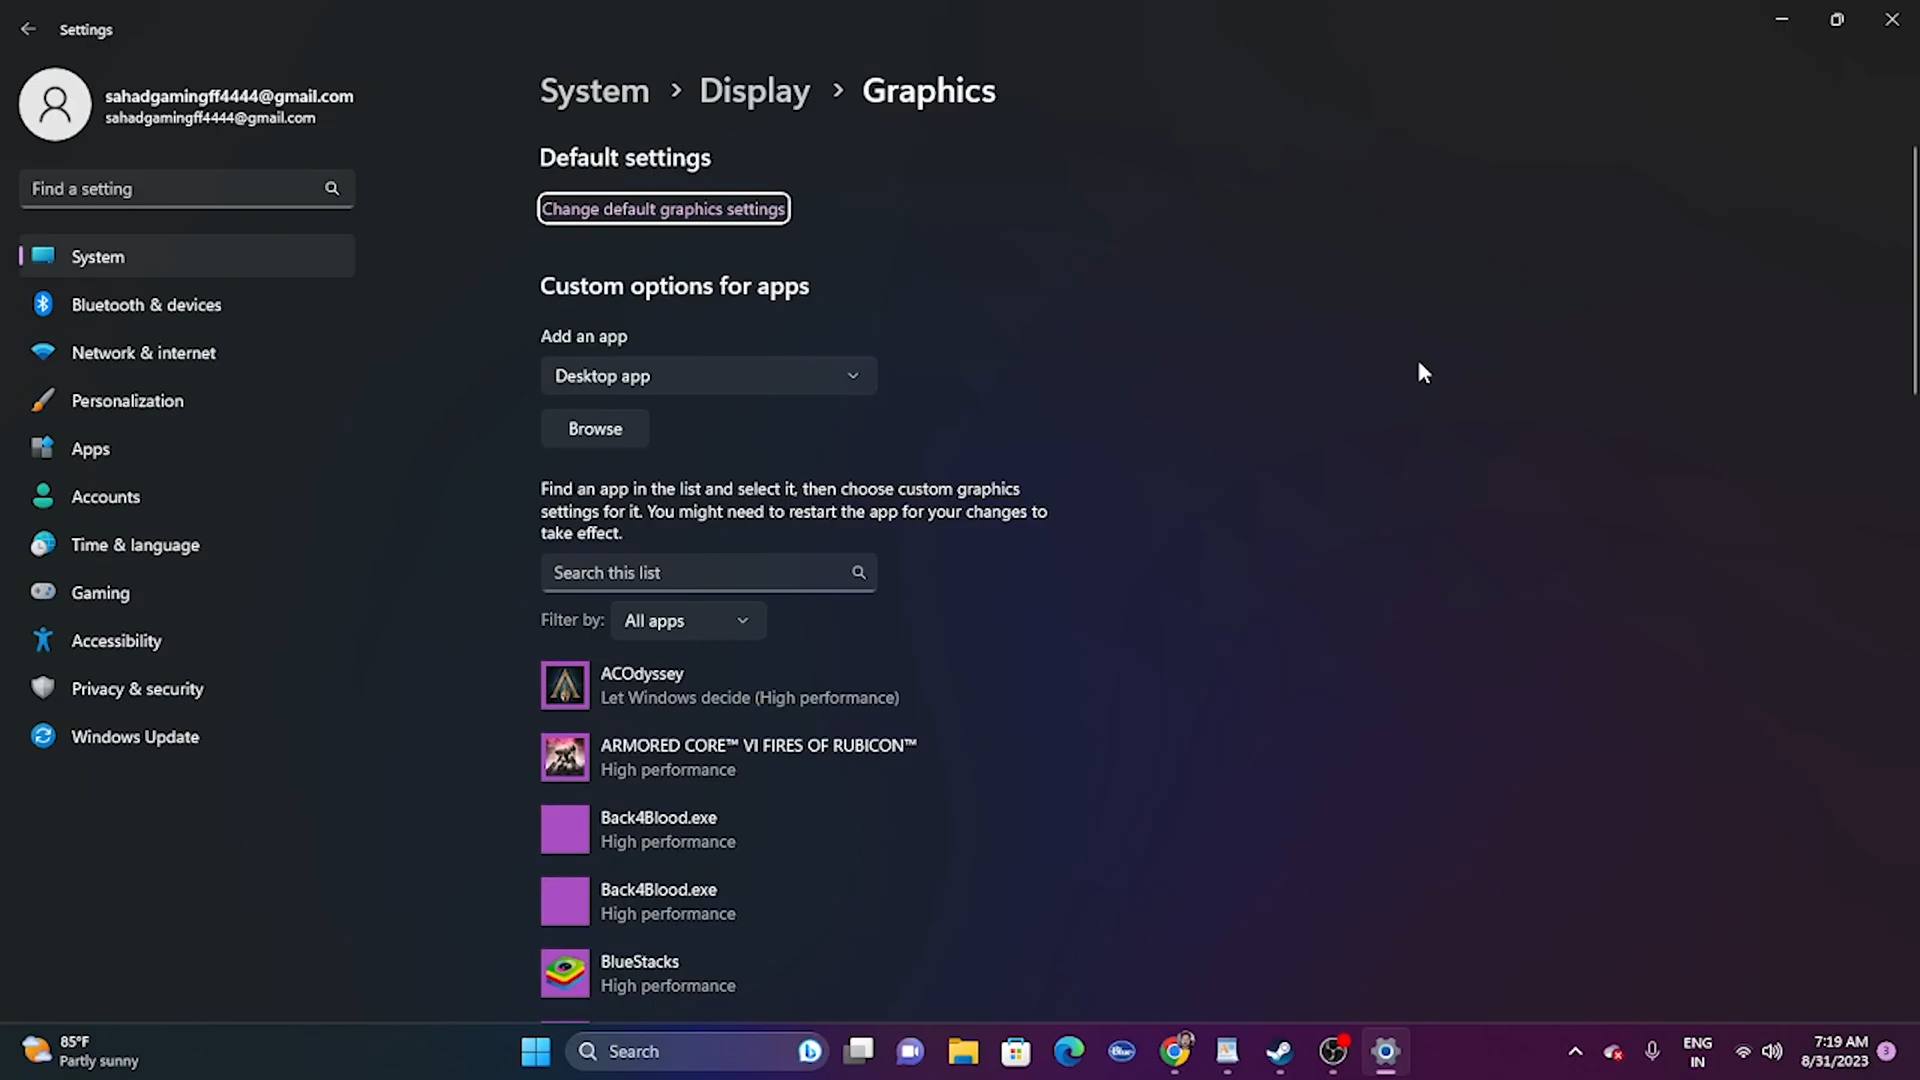 Settings
sahadgamingff4444@gmail.com
sahadgamingff4444@gmail.com
Find a setting
System
Bluetooth & devices
Network & internet
Personalization
Apps
Accounts
Time & language
Gaming
Accessibility
Privacy & security
Windows Update
System > Display > Graphics
Default settings
Change default graphics settings
Custom options for apps
Add an app
Desktop app
Browse
Find an app in the list and select it, then choose custom graphics
settings for it. You might need to restart the app for your changes to
take effect.
Search this list
Filter by: All apps
ACOdyssey
Let Windows decide (High performance)
ARMORED CORE™ VI FIRES OF RUBICON™
High performance
Back4Blood.exe
High performance
Back4Blood.exe
High performance
BlueStacks
High performance
85°F
Partly sunny
Search
Blue
ENG
IN
7:19 AM
8/31/2023
3